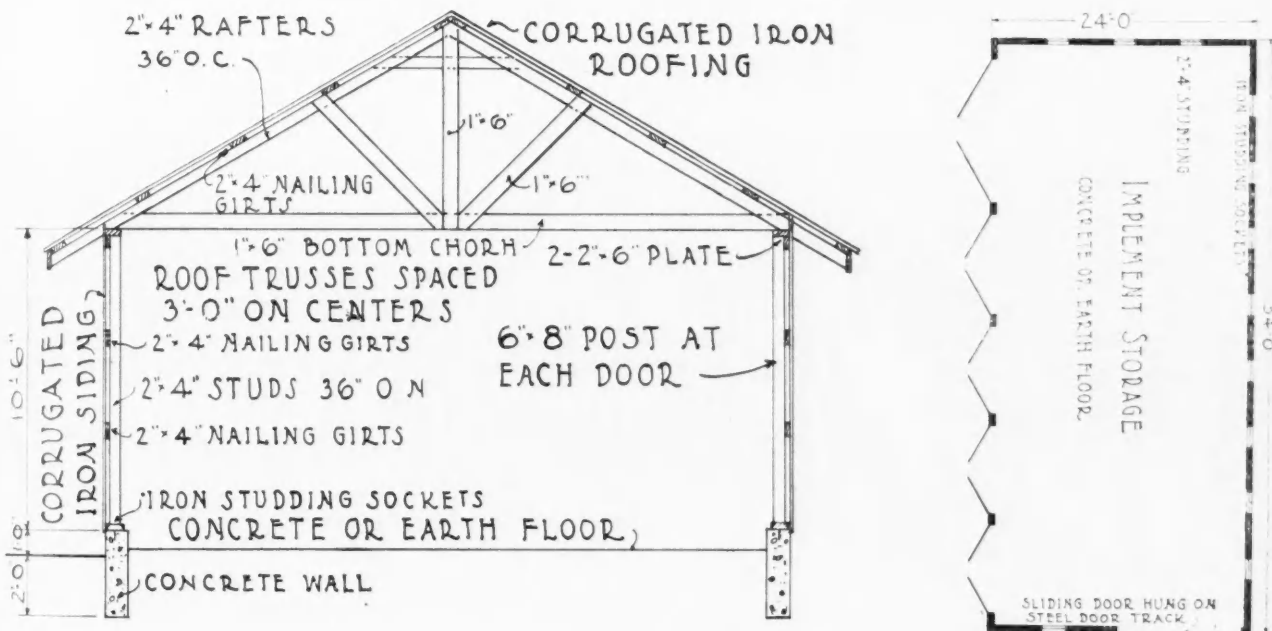 2"×4" RAFTERS
36" O.C.
CORRUGATED IRON
ROOFING
1"×6"
2"×4" NAILING
GIRTS
1"×6"
1"×6" BOTTOM CHORH
2-2"×6" PLATE
ROOF TRUSSES SPACED
3'-0" ON CENTERS
CORRUGATED
IRON SIDING
10'-6"
2"×4" NAILING GIRTS
6"×8" POST AT
EACH DOOR
2"×4" STUDS 36" O N
2"×4" NAILING GIRTS
IRON STUDDING SOCKETS
CONCRETE OR EARTH FLOOR
1'-0"
2'-0"
CONCRETE WALL
24'-0"
IRON STUDDING SOCKETS
2"-4" STUDDING
IMPLEMENT STORAGE
CONCRETE OR EARTH FLOOR
54'-0"
SLIDING DOOR HUNG ON
STEEL DOOR TRACK